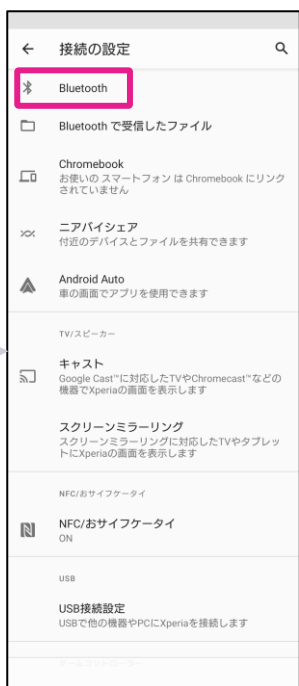 接続の設定
Bluetooth
Bluetooth で受信したファイル
Chromebook
お使いの スマートフォン は Chromebook にリンク
されていません
ニアバイシェア
付近のデバイスとファイルを共有できます
Android Auto
車の画面でアプリを使用できます
TV/スピーカー
キャスト
Google Cast™に対応したTVやChromecast™などの
機器でXperiaの画面を表示します
スクリーンミラーリング
スクリーンミラーリングに対応したTVやタブレッ
トにXperiaの画面を表示します
NFC/おサイフケータイ
NFC/おサイフケータイ
ON
USB
USB接続設定
USBで他の機器やPCにXperiaを接続します